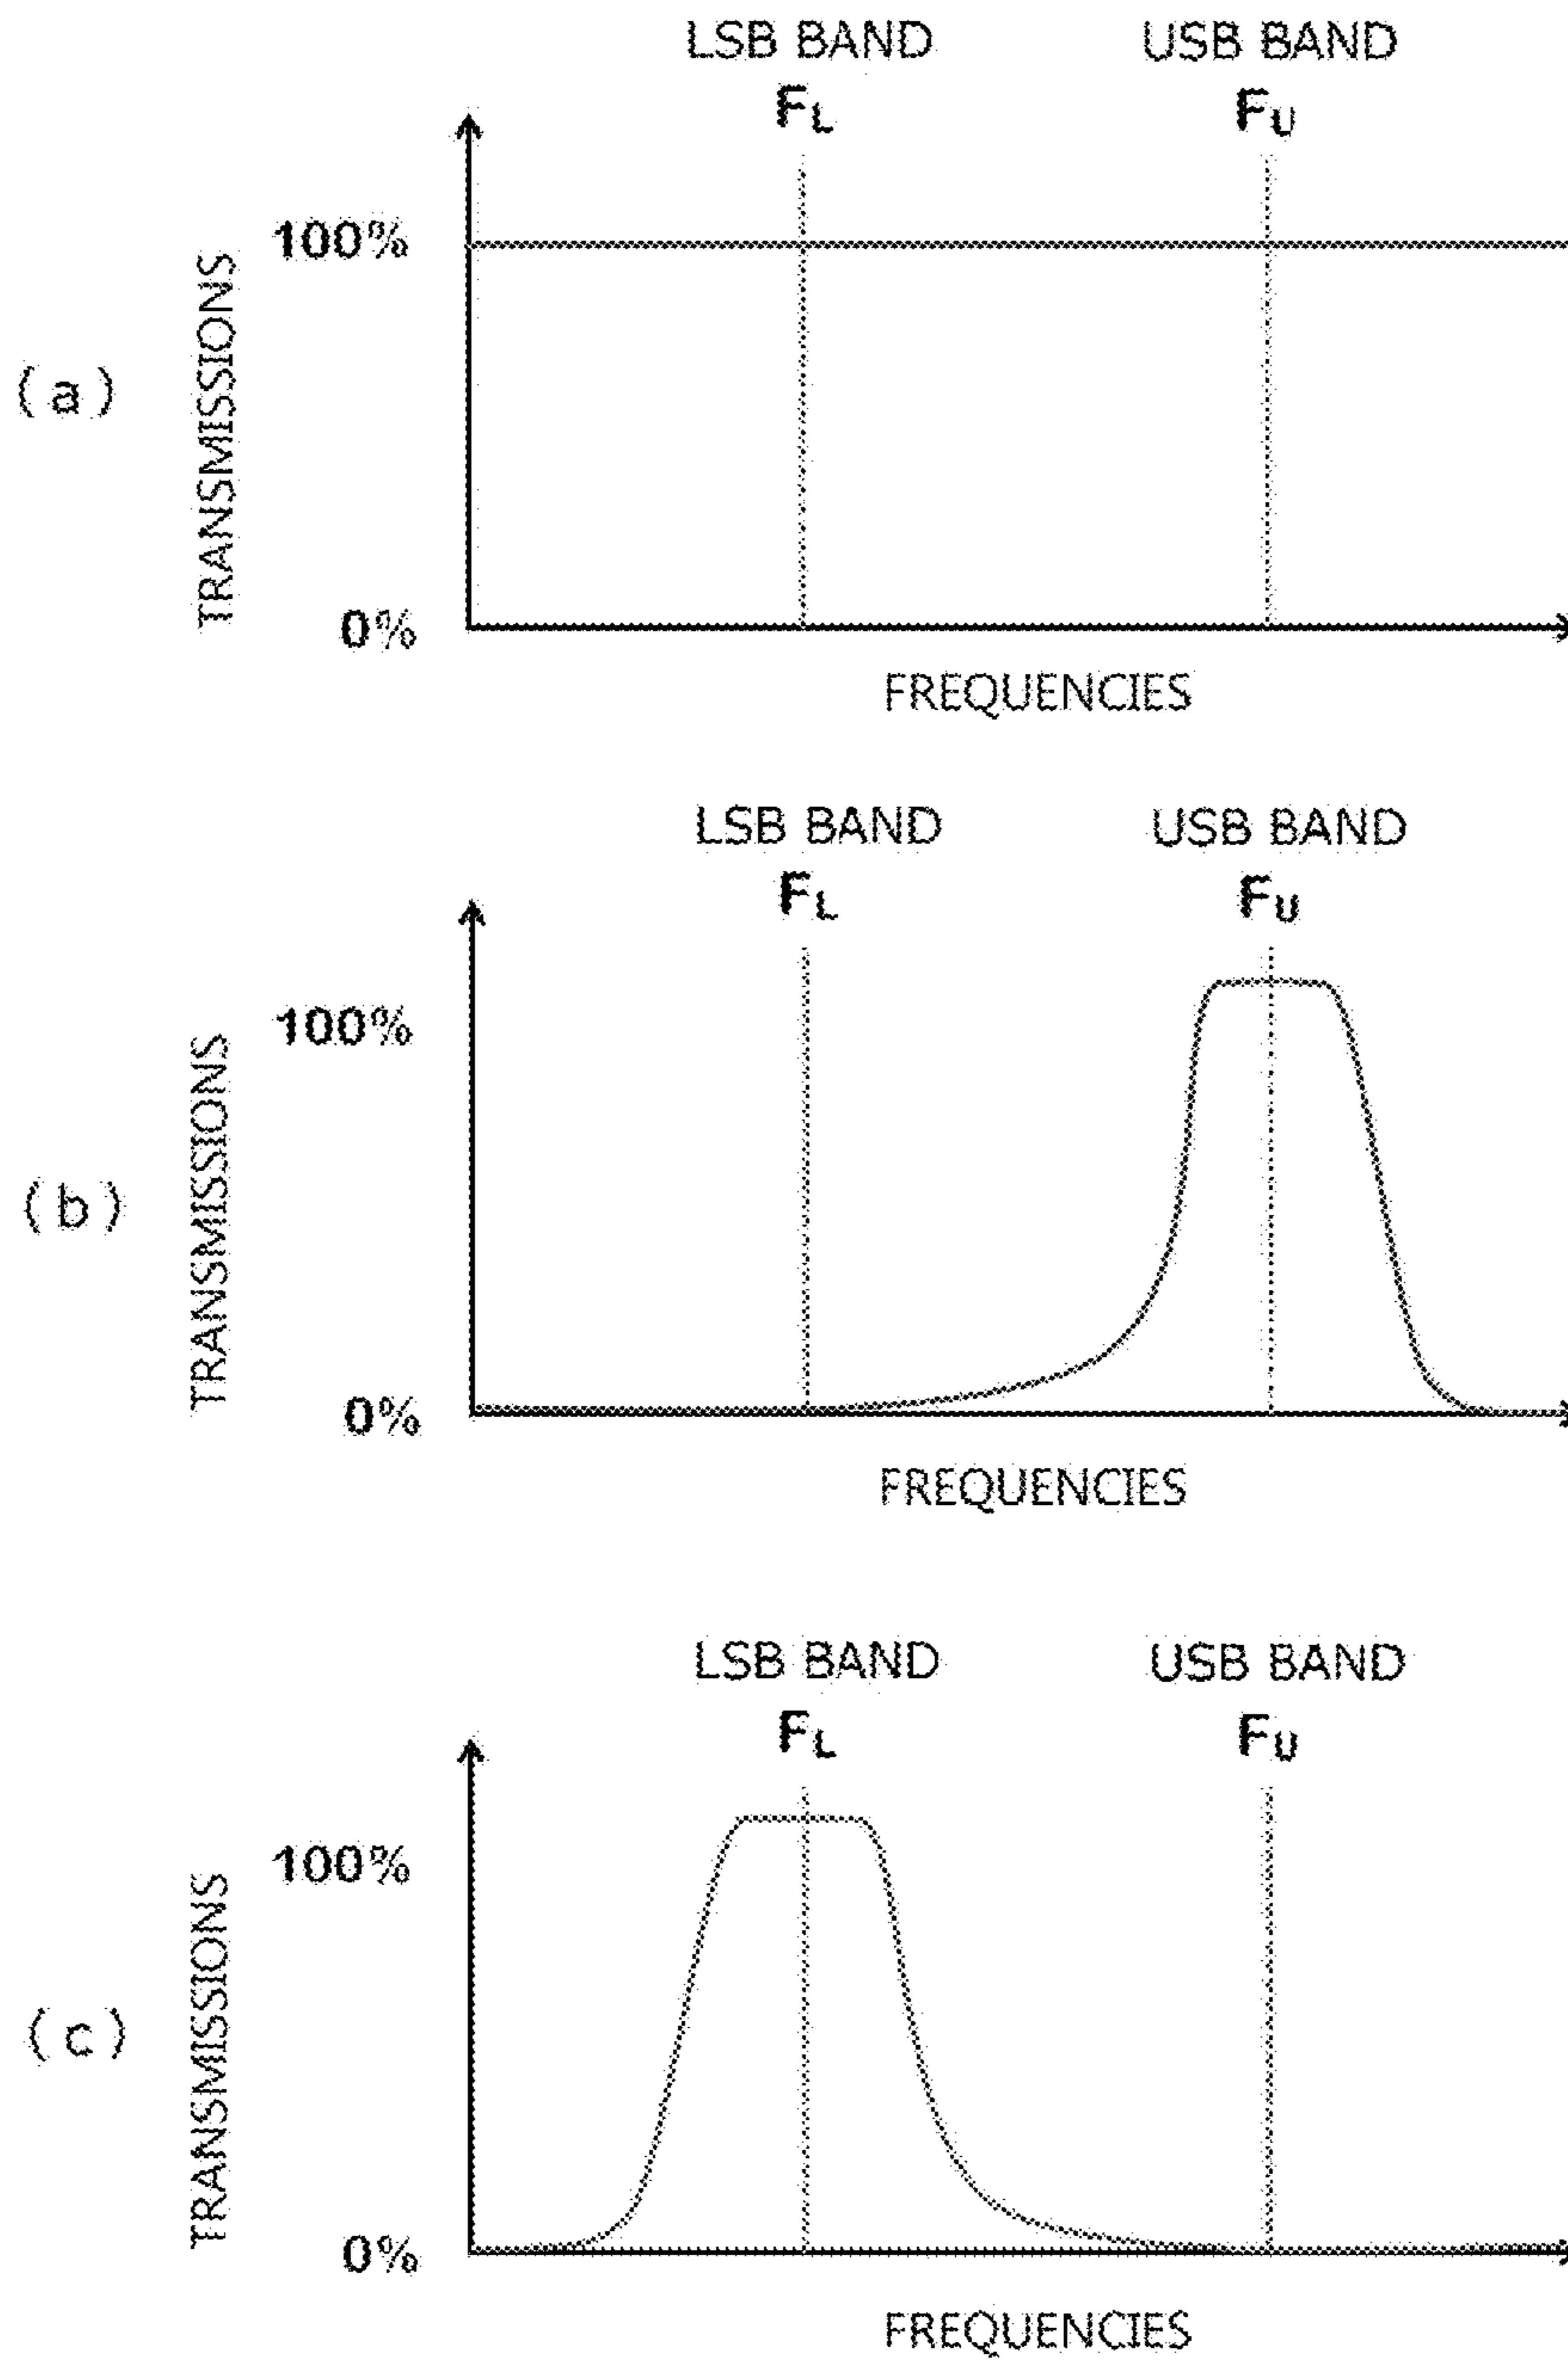 LSB BAND USB BAND
FL FU
100%
(a)
TRANSMISSIONS
0%
FREQUENCIES
LSB BAND USB BAND
FL FU
100%
(b)
TRANSMISSIONS
0%
FREQUENCIES
LSB BAND USB BAND
FL FU
100%
(c)
TRANSMISSIONS
0%
FREQUENCIES